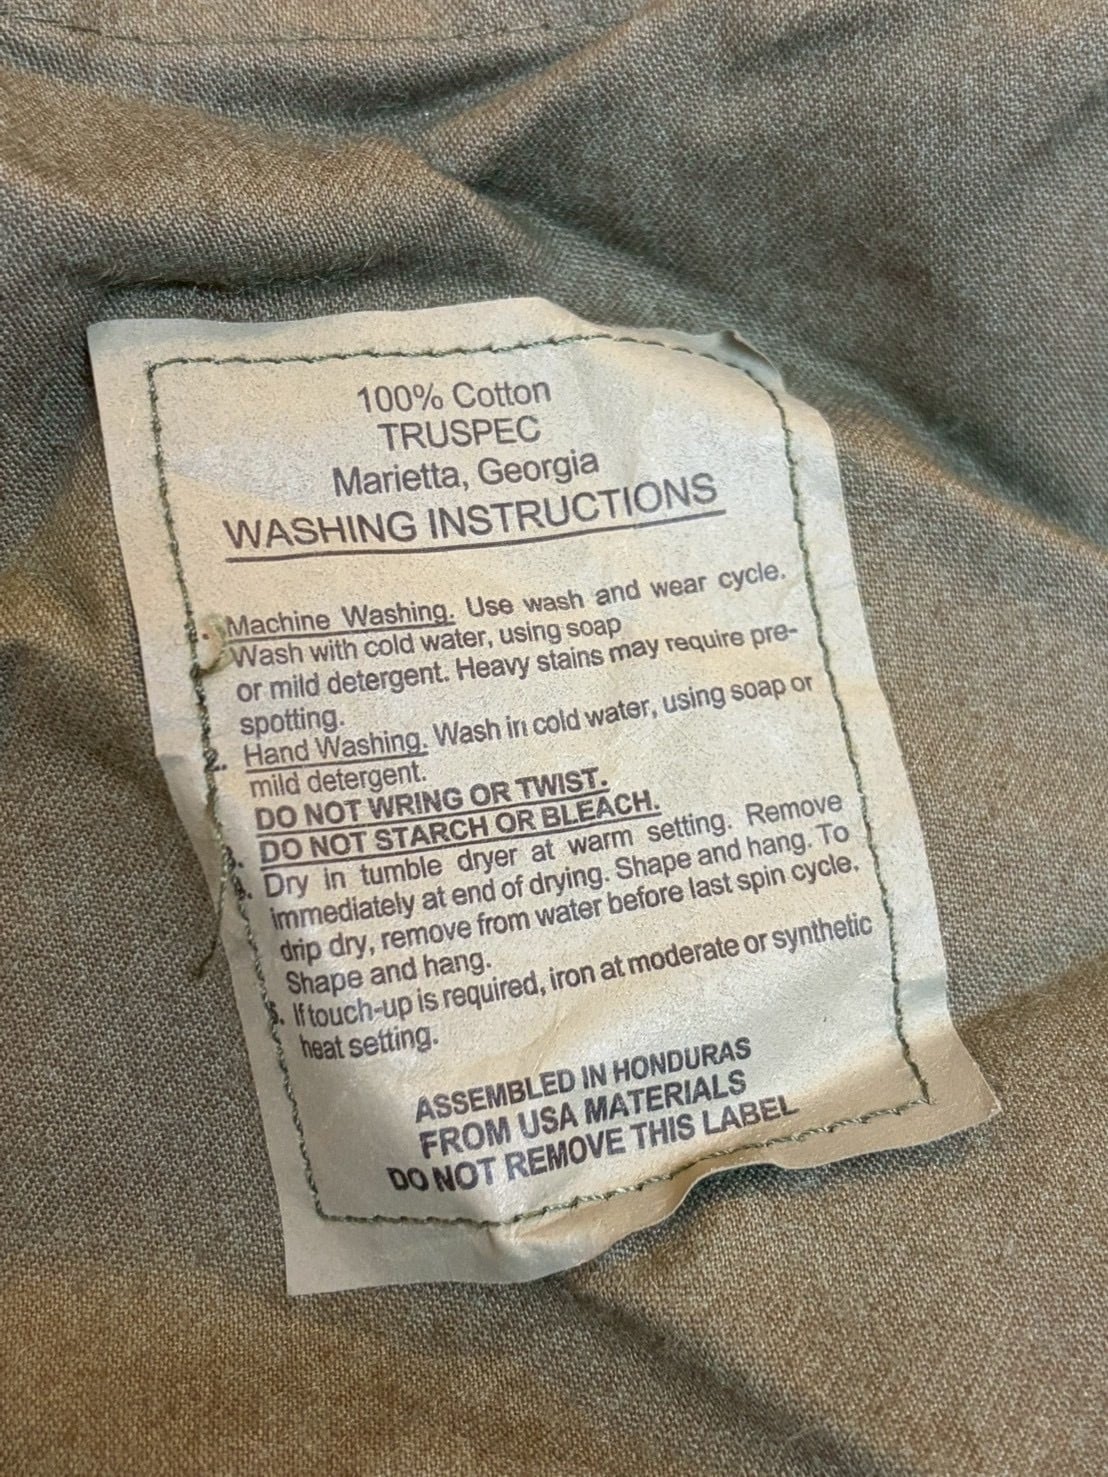 100% Cotton
TRUSPEC
Marietta, Georgia
WASHING INSTRUCTIONS
Machine Washing. Use wash and wear cycle.
Wash with cold water, using soap
or mild detergent. Heavy stains may require pre-
spotting.
2. Hand Washing. Wash in cold water, using soap or
mild detergent.
DO NOT WRING OR TWIST.
DO NOT STARCH OR BLEACH.
Dry in tumble dryer at warm setting. Remove
immediately at end of drying. Shape and hang. To
drip dry, remove from water before last spin cycle.
Shape and hang.
5. If touch-up is required, iron at moderate or synthetic
heat setting.
ASSEMBLED IN HONDURAS
FROM USA MATERIALS
DO NOT REMOVE THIS LABEL